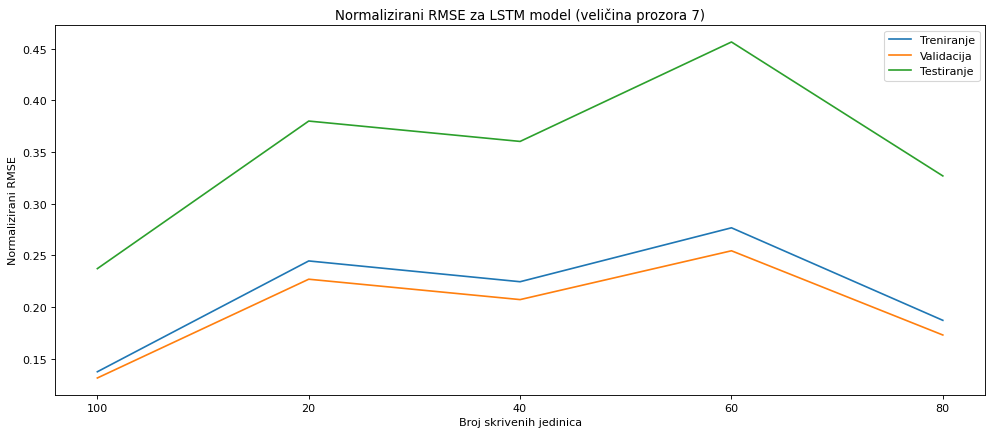 Normalizirani RMSE za LSTM model (veličina prozora 7)
Treniranje
Validacija
Testiranje
Normalizirani RMSE
0.45
0.40
0.35
0.30
0.25
0.20
0.15
100 20 40 60 80
Broj skrivenih jedinica